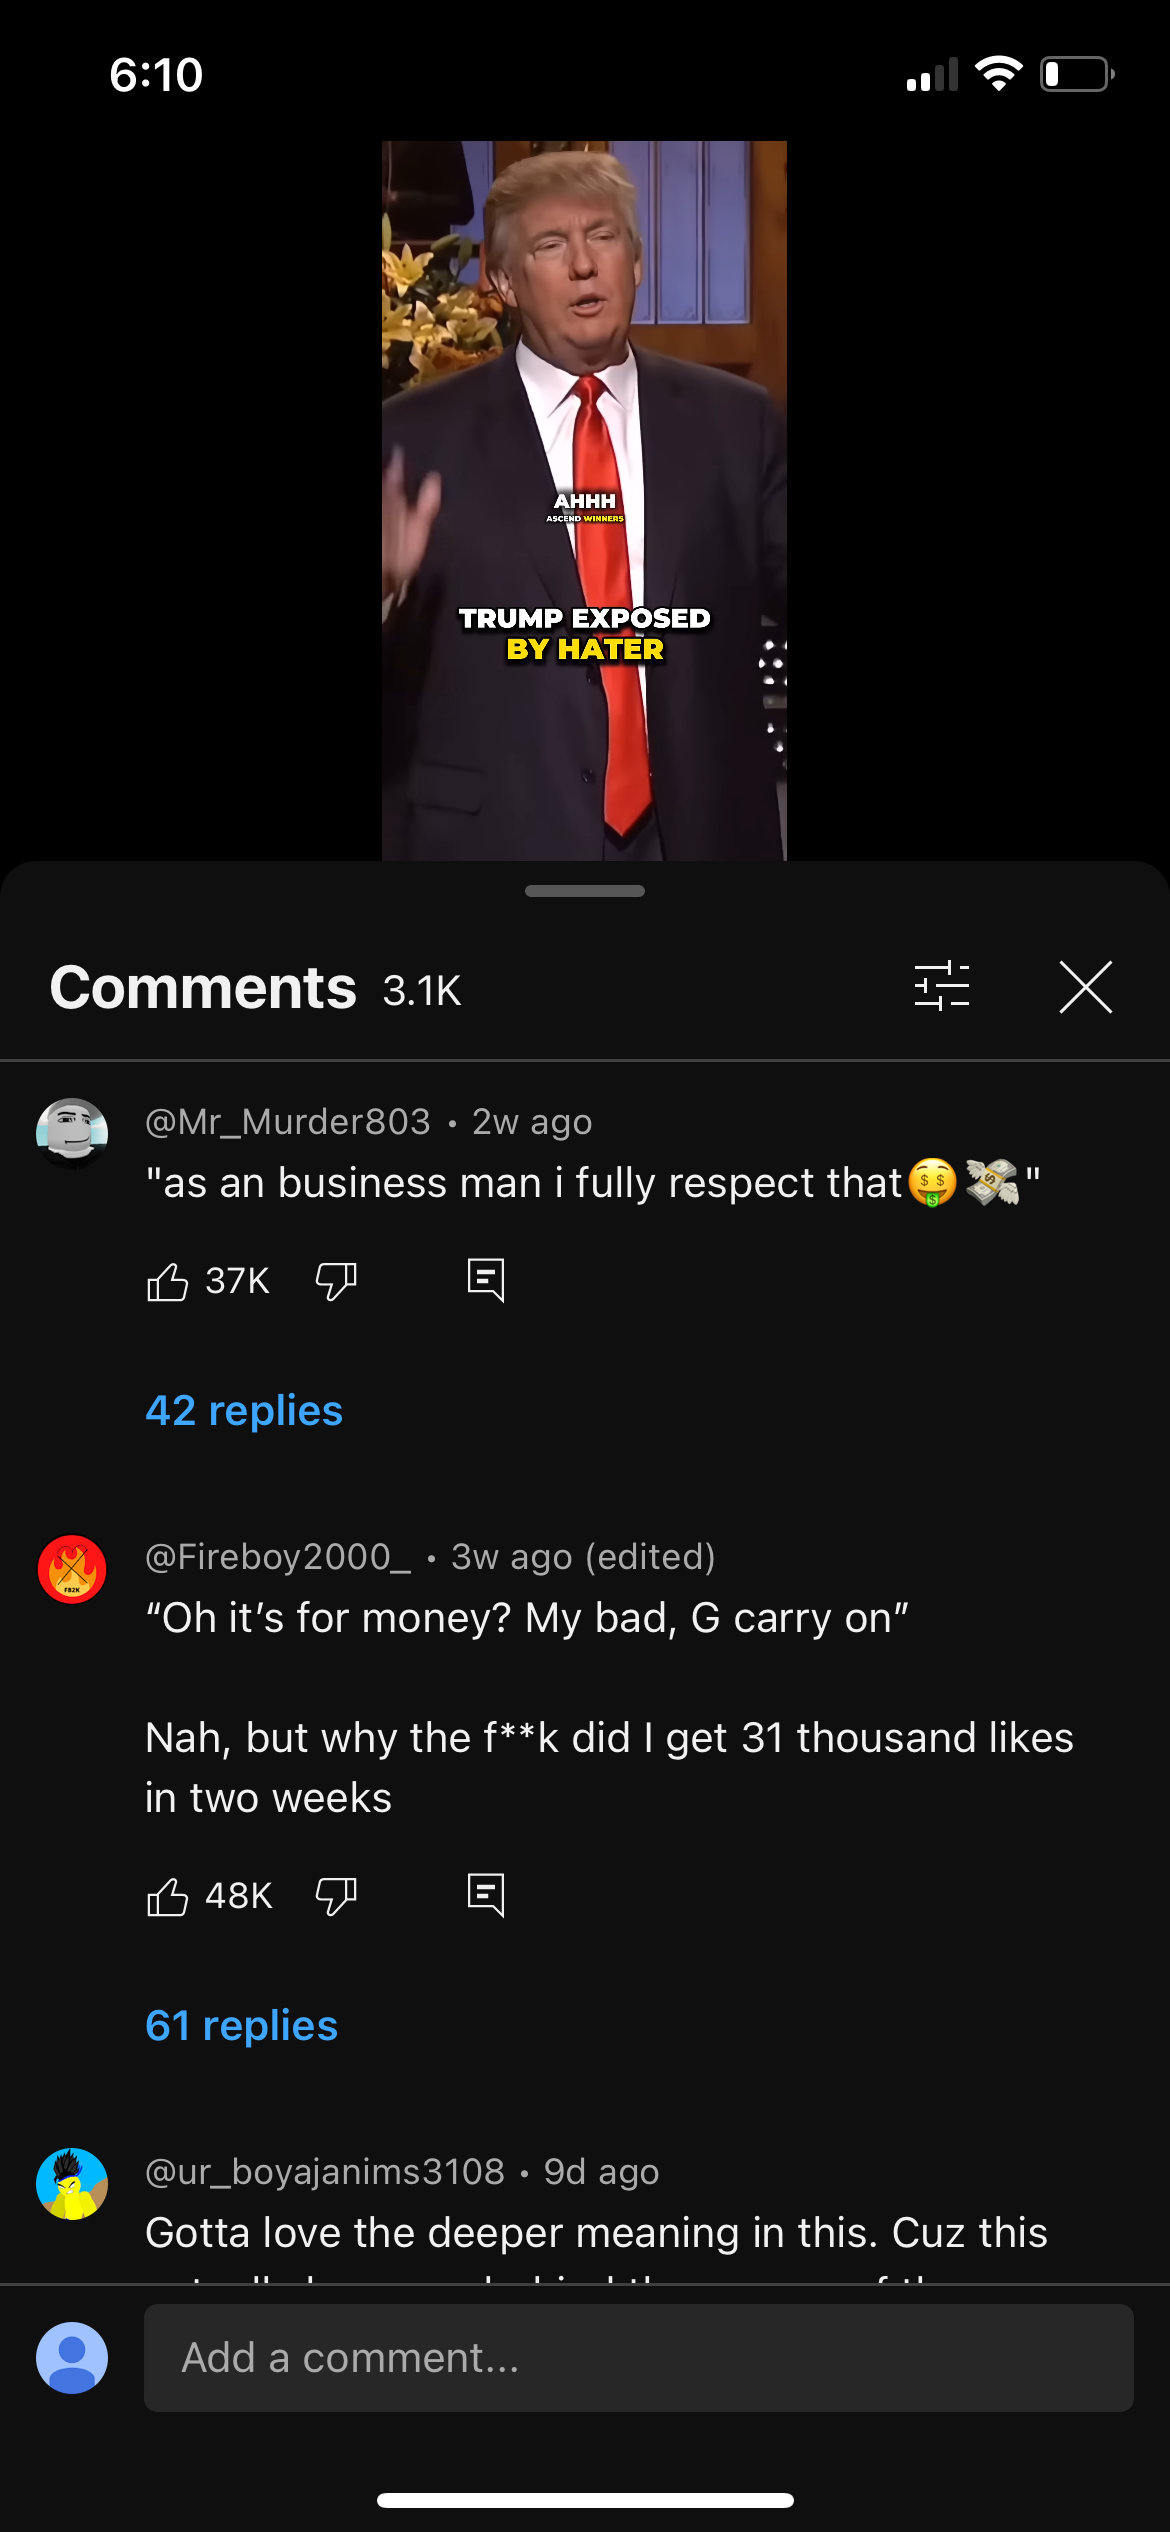 6:10
AHHH
ASCEND WINNERS
TRUMP EXPOSED
BY HATER
Comments 3.1K
@Mr_Murder803 • 2w ago
"as an business man i fully respect that🤑💸"
37K
42 replies
FB2K
@Fireboy2000_ • 3w ago (edited)
“Oh it’s for money? My bad, G carry on”
Nah, but why the f**k did I get 31 thousand likes
in two weeks
48K
61 replies
@ur_boyajanims3108 • 9d ago
Gotta love the deeper meaning in this. Cuz this
Add a comment...